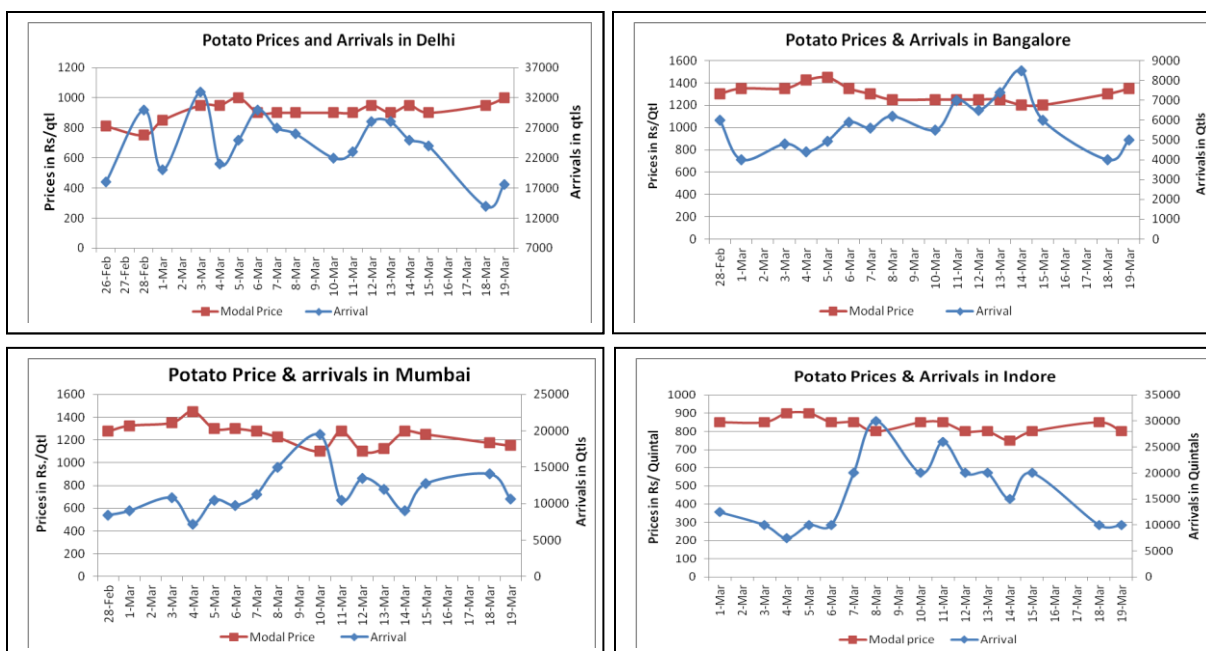 Potato Prices and Arrivals in Delhi
Prices in Rs/qtl
1200
1000
800
600
400
200
0
37000
32000
27000
22000
17000
12000
7000
Arrivals in qtls
26-Feb
27-Feb
28-Feb
1-Mar
2-Mar
3-Mar
4-Mar
5-Mar
6-Mar
7-Mar
8-Mar
9-Mar
10-Mar
11-Mar
12-Mar
13-Mar
14-Mar
15-Mar
16-Mar
17-Mar
18-Mar
19-Mar
Modal Price Arrival
Potato Prices & Arrivals in Bangalore
Prices in Rs/Qtl
1600
1400
1200
1000
800
600
400
200
0
9000
8000
7000
6000
5000
4000
3000
2000
1000
0
Arrivals in Qtls
28-Feb
1-Mar
2-Mar
3-Mar
4-Mar
5-Mar
6-Mar
7-Mar
8-Mar
9-Mar
10-Mar
11-Mar
12-Mar
13-Mar
14-Mar
15-Mar
16-Mar
17-Mar
18-Mar
19-Mar
Modal Price Arrival
Potato Price & arrivals in Mumbai
Prices in Rs,/Qtl
1600
1400
1200
1000
800
600
400
200
0
25000
20000
15000
10000
5000
0
Arrivals in Qtls
28-Feb
1-Mar
2-Mar
3-Mar
4-Mar
5-Mar
6-Mar
7-Mar
8-Mar
9-Mar
10-Mar
11-Mar
12-Mar
13-Mar
14-Mar
15-Mar
16-Mar
17-Mar
18-Mar
19-Mar
Modal Price Arrival
Potato Prices & Arrivals in Indore
Prices in Rs/ Quintal
1000
900
800
700
600
500
400
300
200
100
0
35000
30000
25000
20000
15000
10000
5000
0
Arrivals in Quintals
1-Mar
2-Mar
3-Mar
4-Mar
5-Mar
6-Mar
7-Mar
8-Mar
9-Mar
10-Mar
11-Mar
12-Mar
13-Mar
14-Mar
15-Mar
16-Mar
17-Mar
18-Mar
19-Mar
Modal price Arrival